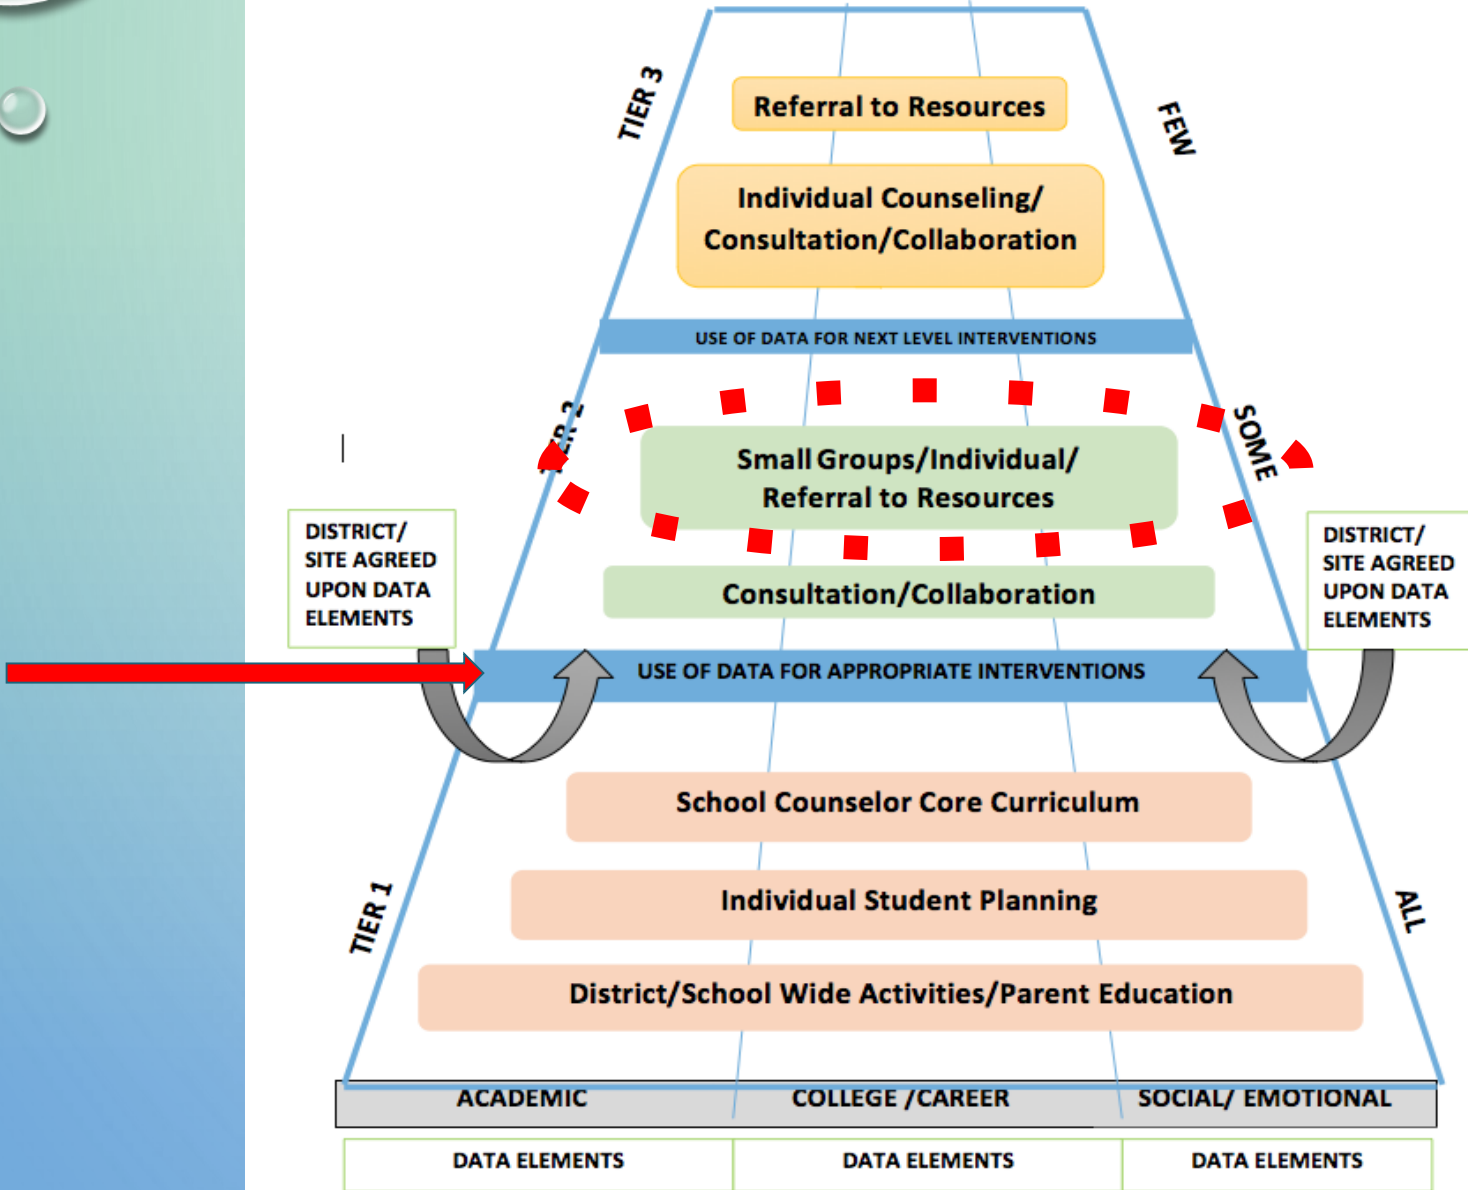 TIER 3
FEW
Referral to Resources
Individual Counseling/
Consultation/Collaboration
USE OF DATA FOR NEXT LEVEL INTERVENTIONS
SOME
Small Groups/Individual/
Referral to Resources
DISTRICT/
SITE AGREED
UPON DATA
ELEMENTS
DISTRICT/
SITE AGREED
UPON DATA
ELEMENTS
Consultation/Collaboration
USE OF DATA FOR APPROPRIATE INTERVENTIONS
School Counselor Core Curriculum
TIER 1
ALL
Individual Student Planning
District/School Wide Activities/Parent Education
ACADEMIC
COLLEGE /CAREER
SOCIAL/ EMOTIONAL
DATA ELEMENTS
DATA ELEMENTS
DATA ELEMENTS